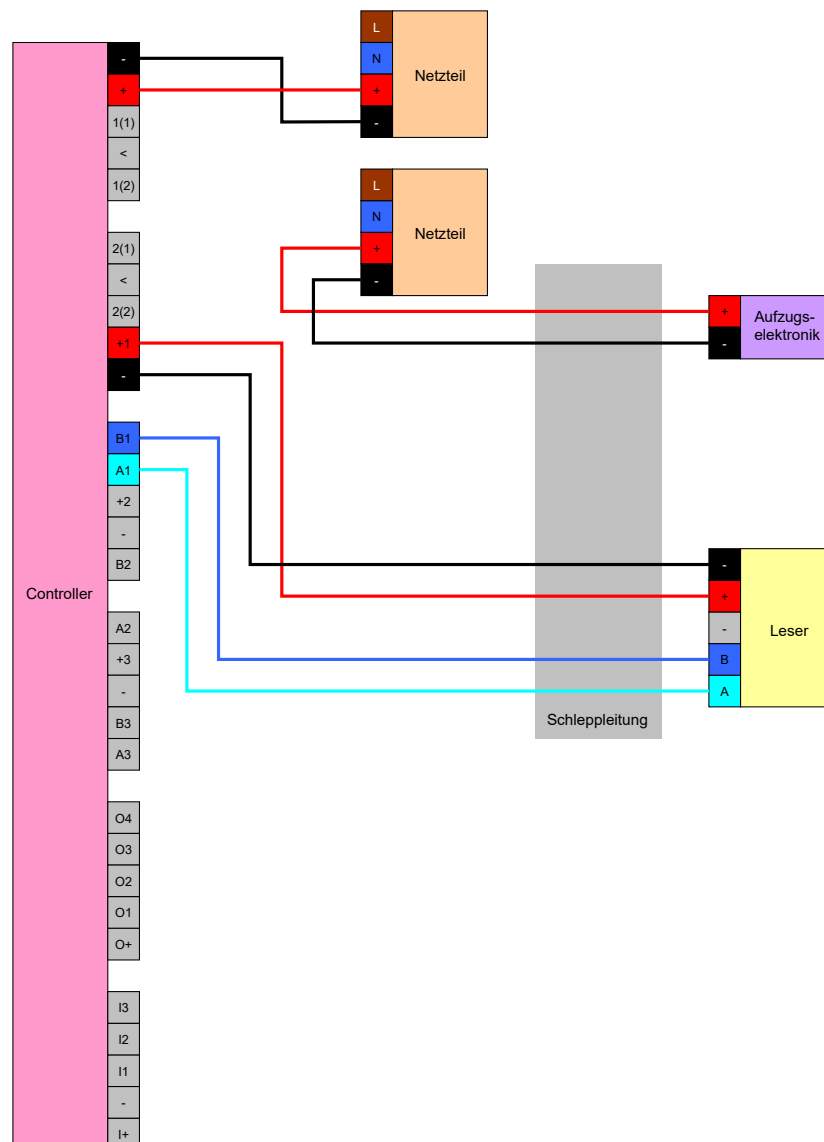 L
N
+
-
Netzteil
-
+
1(1)
<
1(2)
L
N
+
-
Netzteil
2(1)
<
2(2)
+1
-
+
-
Aufzugs-
elektronik
B1
A1
+2
-
B2
Controller
-
+
-
B
A
Leser
A2
+3
-
B3
A3
Schleppleitung
O4
O3
O2
O1
O+
I3
I2
I1
-
I+